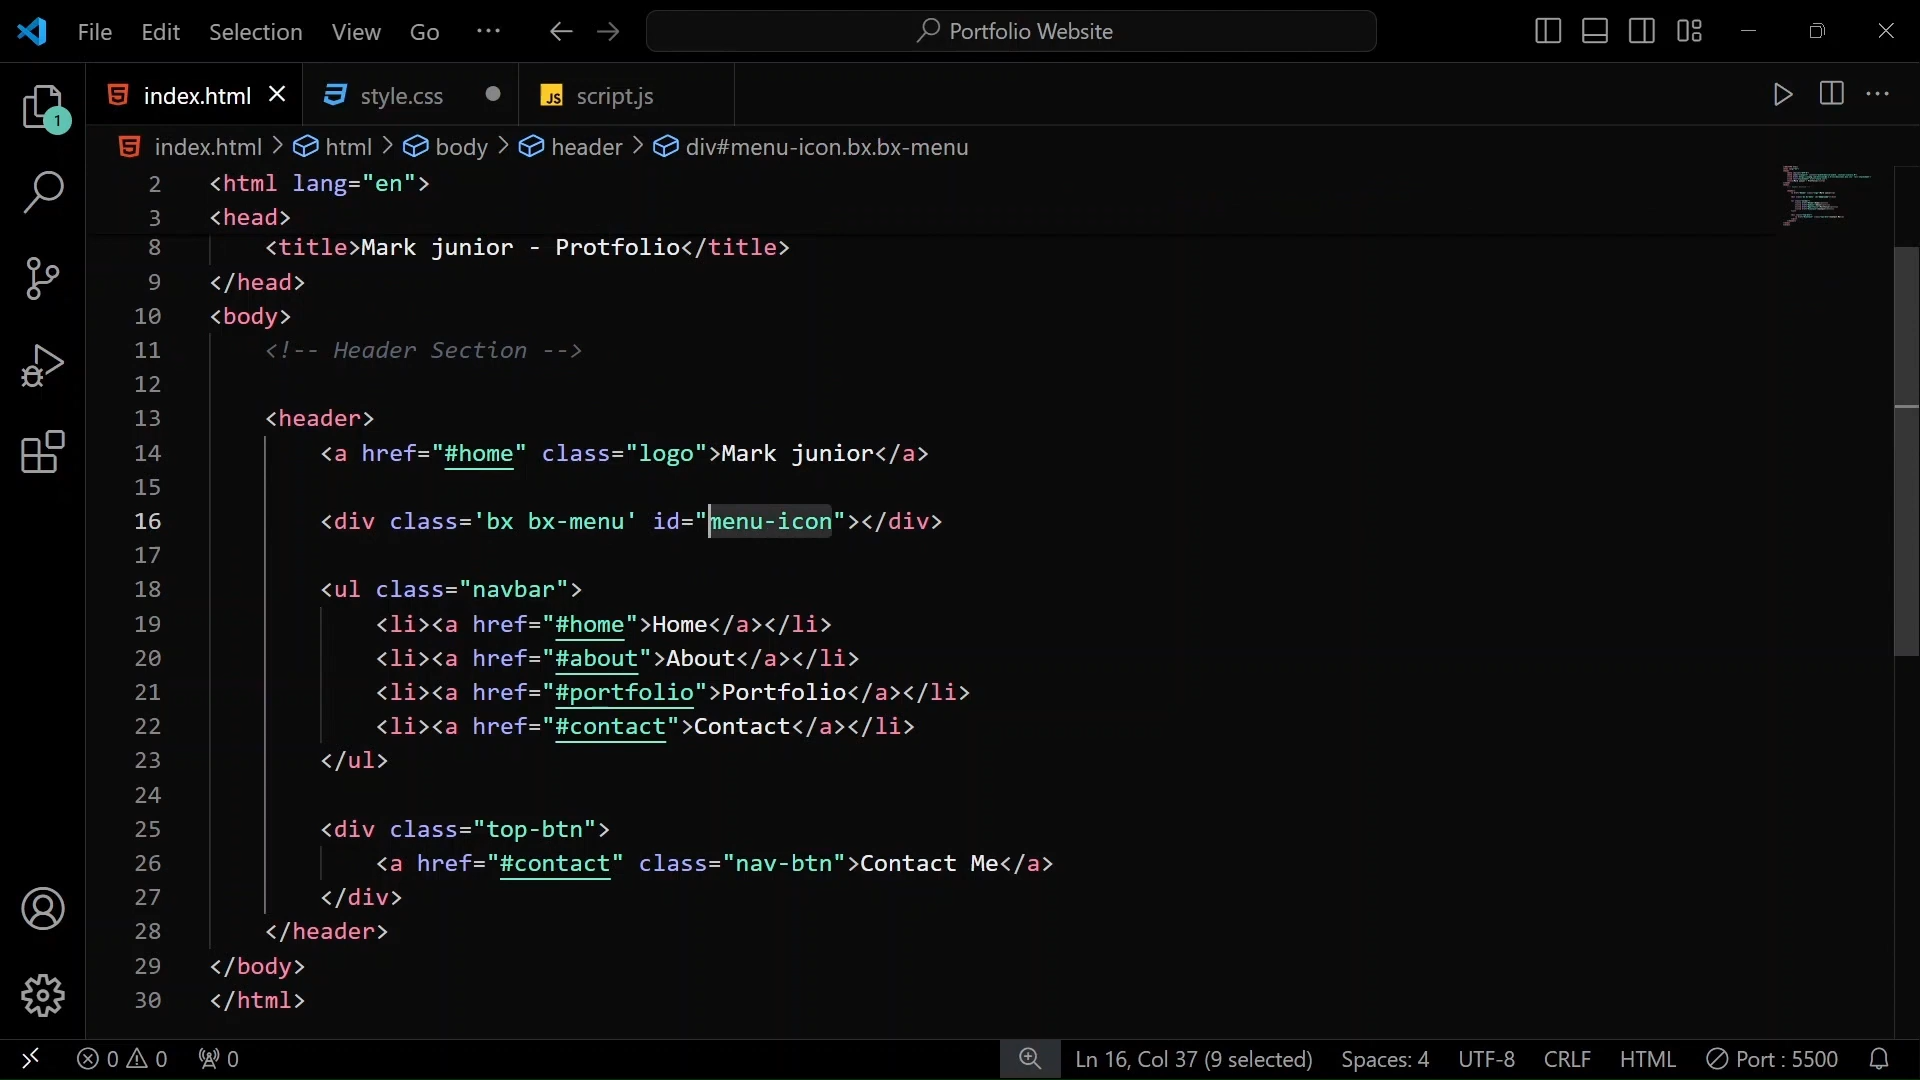 File Edit Selection View Go ··· Portfolio Website
1
index.html style.css JS script.js
index.html > html > body > header > div#menu-icon.bx.bx-menu
2 <html lang="en">
3 <head>
8 <title>Mark junior - Protfolio</title>
9 </head>
10 <body>
11 <!-- Header Section -->
12
13 <header>
14 <a href="#home" class="logo">Mark junior</a>
15
16 <div class='bx bx-menu' id="menu-icon"></div>
17
18 <ul class="navbar">
19 <li><a href="#home">Home</a></li>
20 <li><a href="#about">About</a></li>
21 <li><a href="#portfolio">Portfolio</a></li>
22 <li><a href="#contact">Contact</a></li>
23 </ul>
24
25 <div class="top-btn">
26 <a href="#contact" class="nav-btn">Contact Me</a>
27 </div>
28 </header>
29 </body>
30 </html>
0 0 0 Ln 16, Col 37 (9 selected) Spaces: 4 UTF-8 CRLF HTML Port : 5500